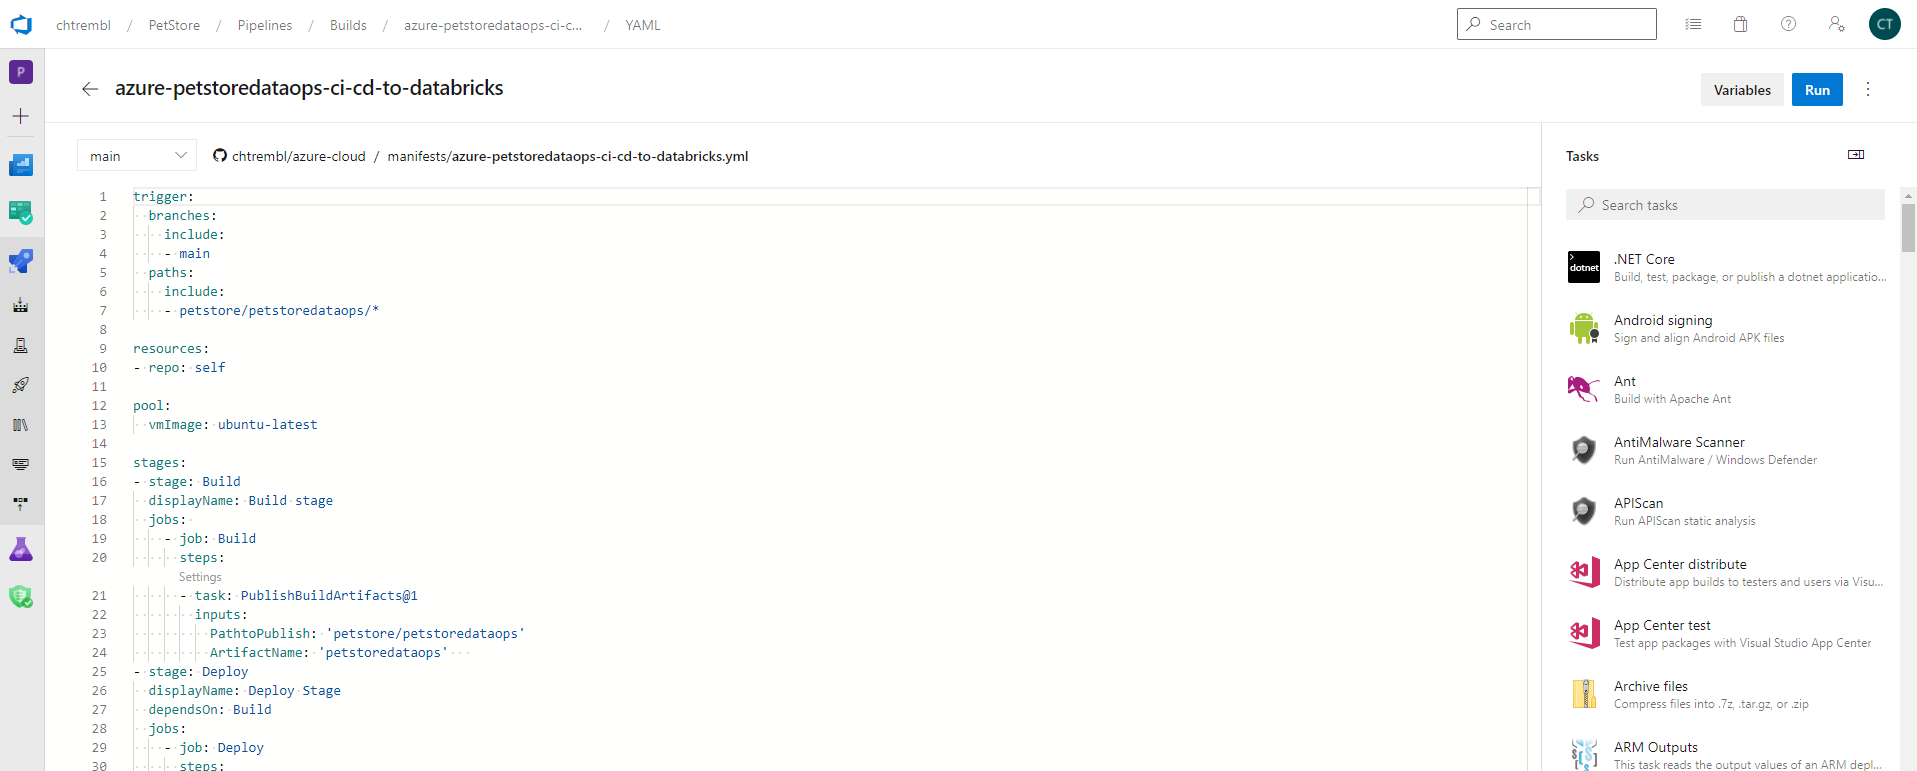 chtrembl / PetStore / Pipelines / Builds / azure-petstoredataops-ci-c... / YAML
Search
CT
P
azure-petstoredataops-ci-cd-to-databricks
Variables
Run
main
chtrembl/azure-cloud / manifests/azure-petstoredataops-ci-cd-to-databricks.yml
1 trigger:
2   branches:
3     include:
4     - main
5   paths:
6     include:
7     - petstore/petstoredataops/*
8
9 resources:
10 - repo: self
11
12 pool:
13   vmImage: ubuntu-latest
14
15 stages:
16 - stage: Build
17   displayName: Build stage
18   jobs:
19     - job: Build
20       steps:
Settings
21       - task: PublishBuildArtifacts@1
22         inputs:
23           PathtoPublish: 'petstore/petstoredataops'
24           ArtifactName: 'petstoredataops'
25 - stage: Deploy
26   displayName: Deploy Stage
27   dependsOn: Build
28   jobs:
29     - job: Deploy
30       steps:
Tasks
Search tasks
dotnet
.NET Core
Build, test, package, or publish a dotnet applicatio...
Android signing
Sign and align Android APK files
Ant
Build with Apache Ant
AntiMalware Scanner
Run AntiMalware / Windows Defender
APIScan
Run APIScan static analysis
App Center distribute
Distribute app builds to testers and users via Visu...
App Center test
Test app packages with Visual Studio App Center
Archive files
Compress files into .7z, .tar.gz, or .zip
ARM Outputs
This task reads the output values of an ARM depl...